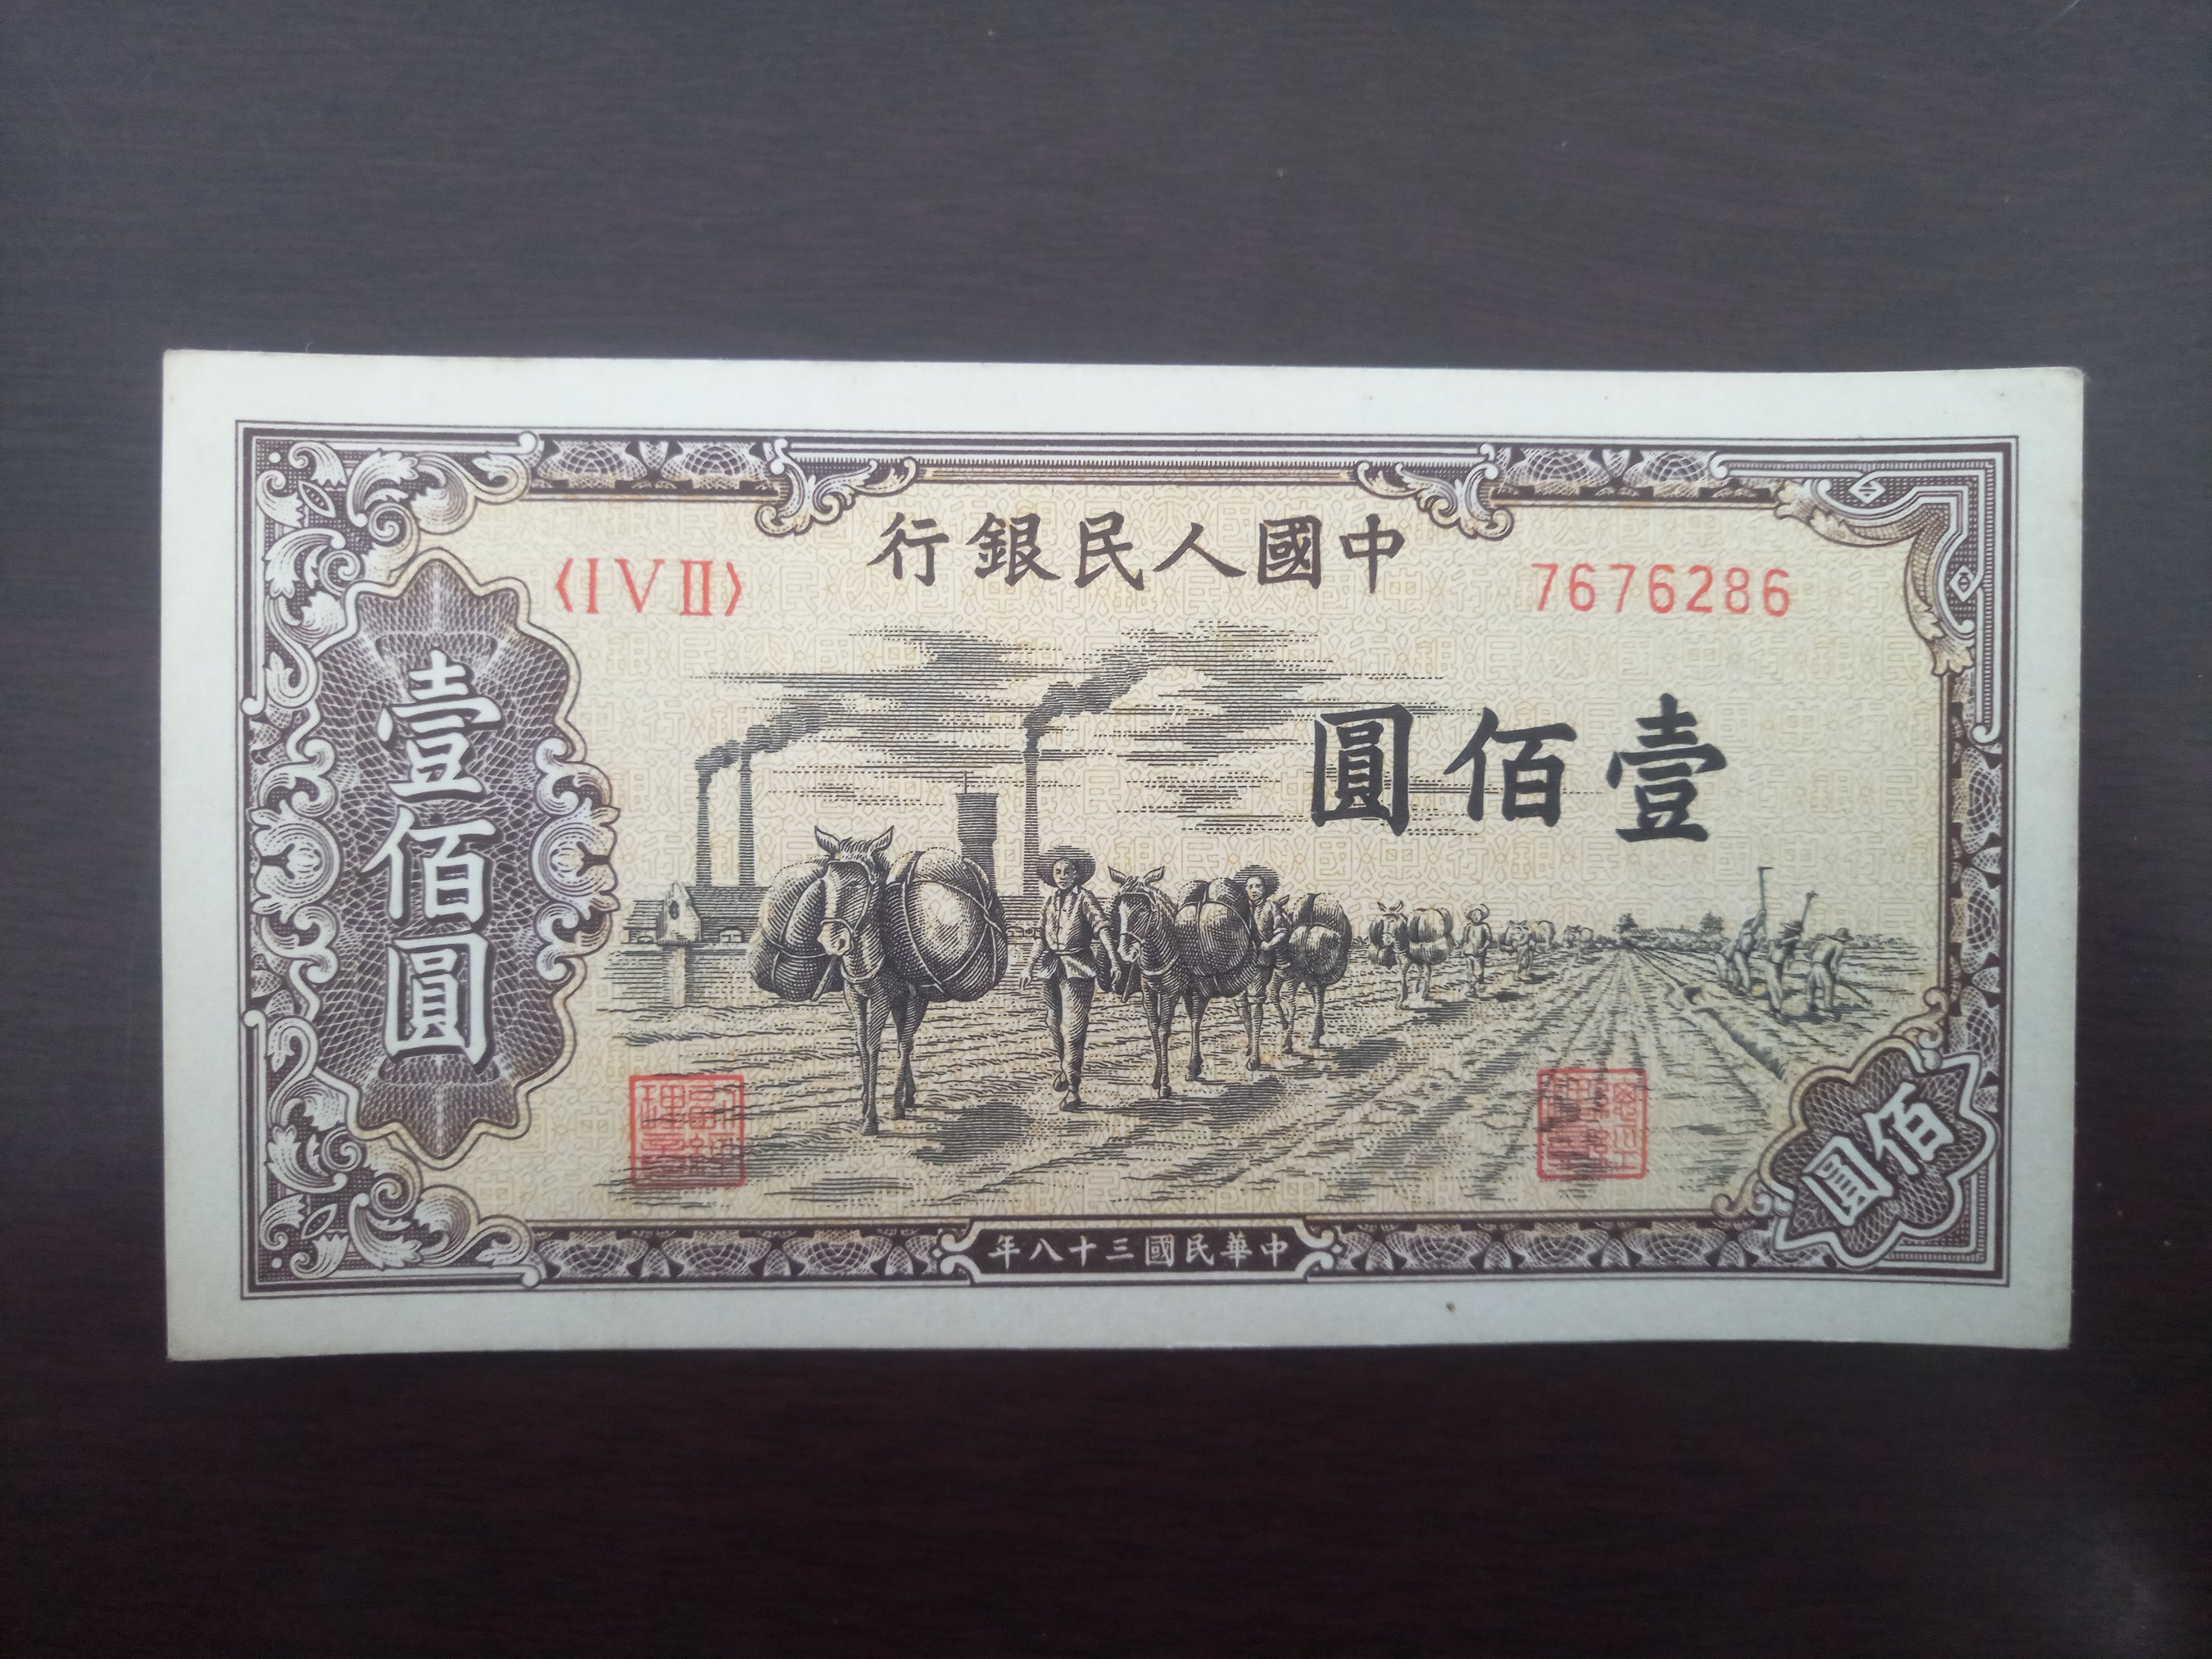 中國人民銀行
〈I V II〉
7676286
壹佰圓
壹佰圓
佰圓
中華民國三十八年